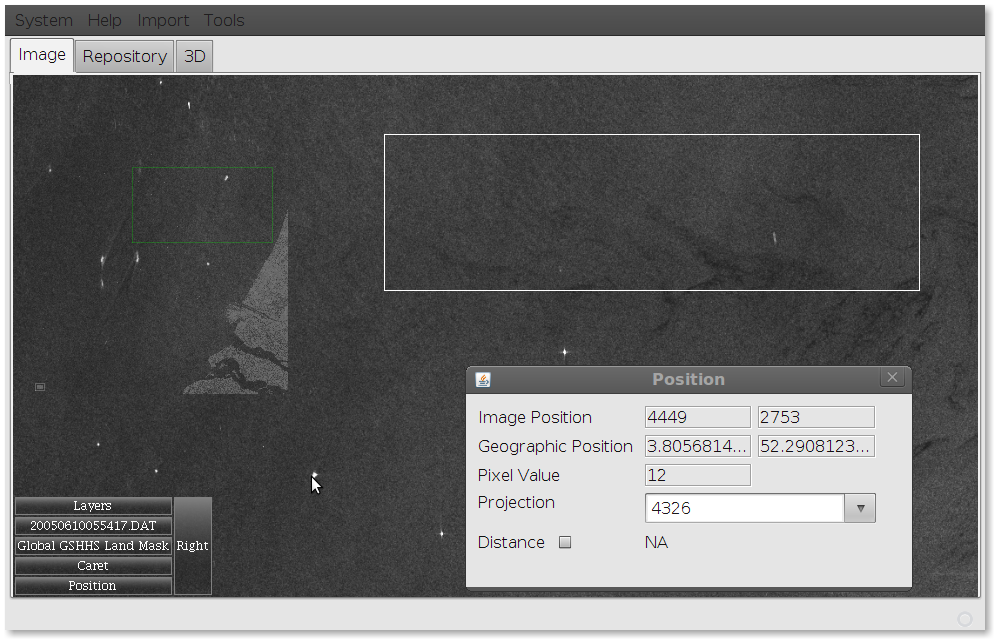 System Help Import Tools
Image Repository 3D
Position
Image Position 4449 2753
Geographic Position 3.8056814... 52.2908123...
Pixel Value 12
Projection 4326
Distance NA
Layers
20050610055417.DAT
Global GSHHS Land Mask
Caret
Position
Right